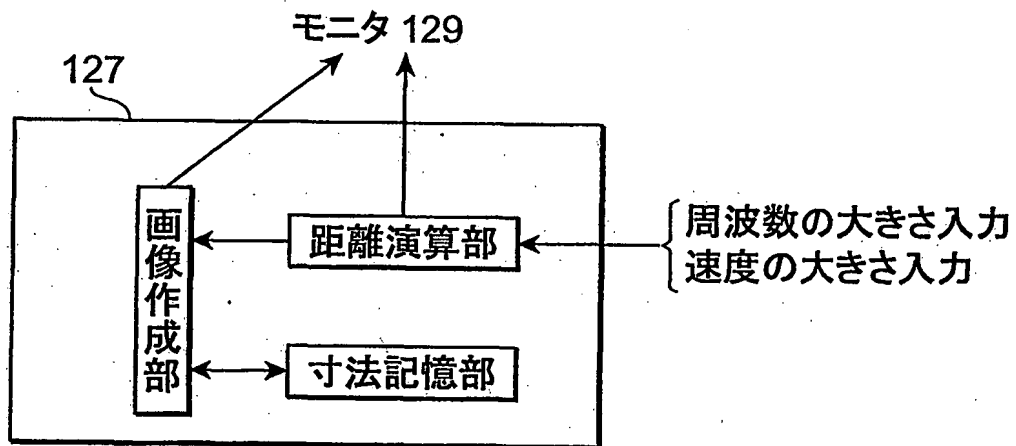 モニタ 129
127
画像作成部
距離演算部
周波数の大きさ入力
速度の大きさ入力
寸法記憶部